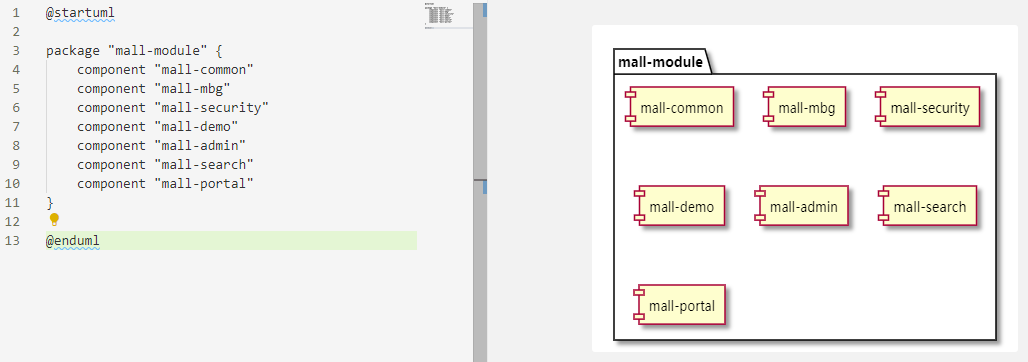 1 @startuml
2
3 package "mall-module" {
4 component "mall-common"
5 component "mall-mbg"
6 component "mall-security"
7 component "mall-demo"
8 component "mall-admin"
9 component "mall-search"
10 component "mall-portal"
11 }
12
13 @enduml
mall-module
mall-common mall-mbg mall-security
mall-demo mall-admin mall-search
mall-portal